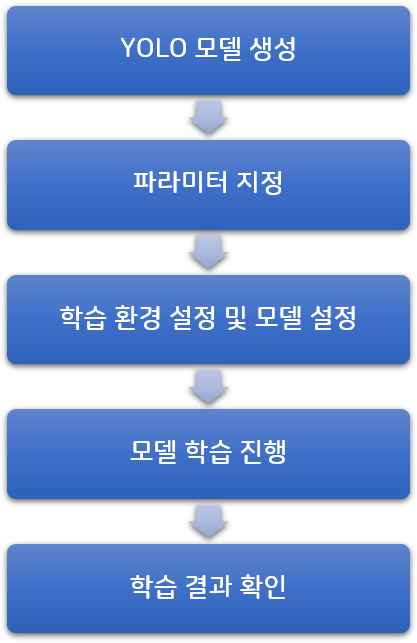 YOLO 모델 생성
파라미터 지정
학습 환경 설정 및 모델 설정
모델 학습 진행
학습 결과 확인